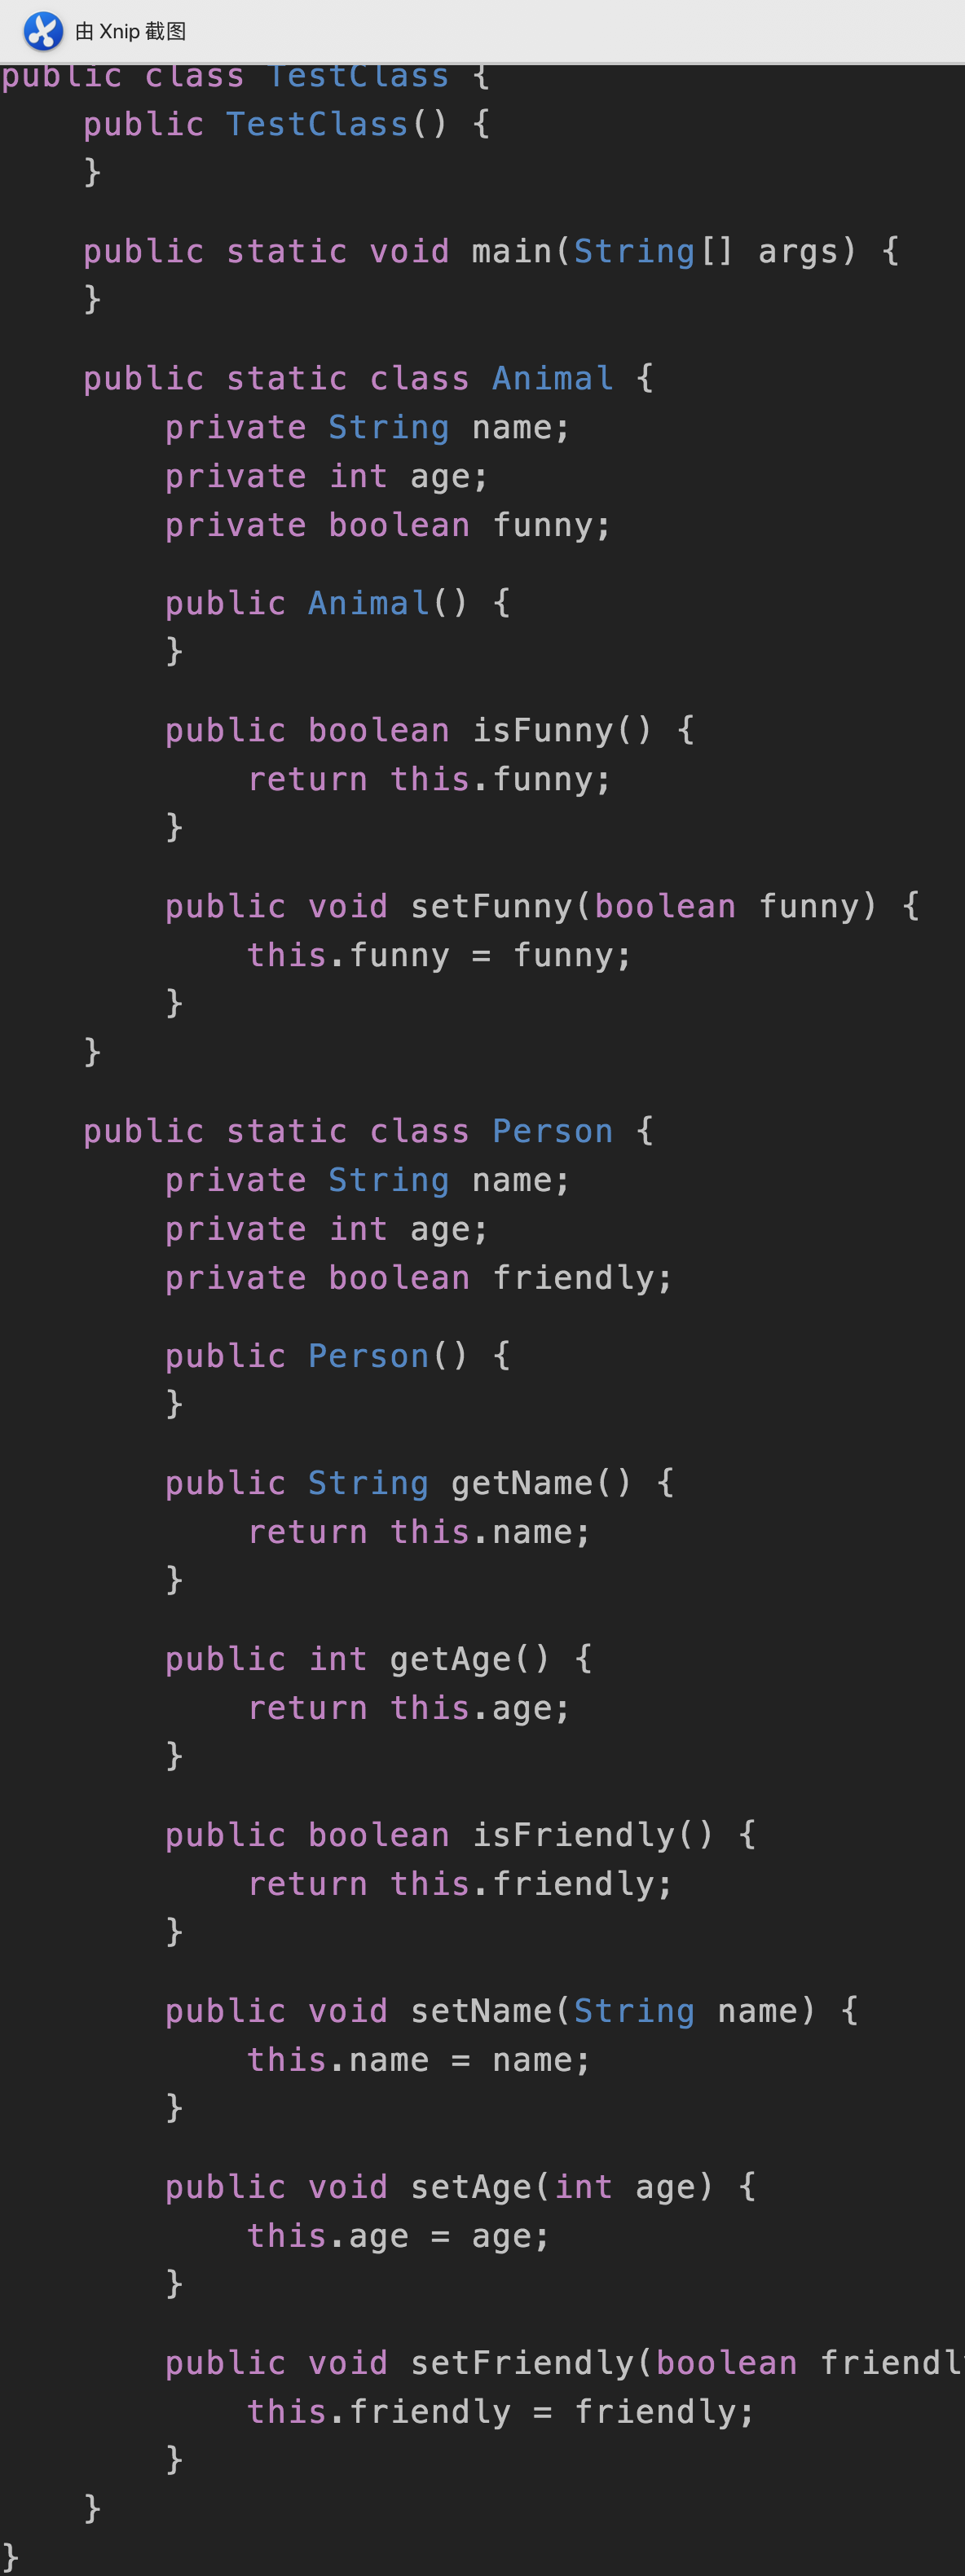 由 Xnip 截图
public class TestClass {
    public TestClass() {
    }

    public static void main(String[] args) {
    }

    public static class Animal {
        private String name;
        private int age;
        private boolean funny;

        public Animal() {
        }

        public boolean isFunny() {
            return this.funny;
        }

        public void setFunny(boolean funny) {
            this.funny = funny;
        }
    }

    public static class Person {
        private String name;
        private int age;
        private boolean friendly;

        public Person() {
        }

        public String getName() {
            return this.name;
        }

        public int getAge() {
            return this.age;
        }

        public boolean isFriendly() {
            return this.friendly;
        }

        public void setName(String name) {
            this.name = name;
        }

        public void setAge(int age) {
            this.age = age;
        }

        public void setFriendly(boolean friendl
            this.friendly = friendly;
        }
    }
}